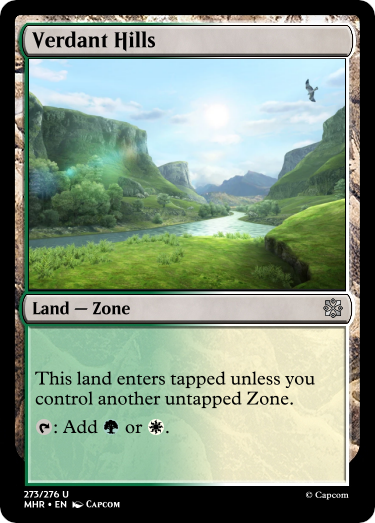 Verdant Hills
Land — Zone
This land enters tapped unless you
control another untapped Zone.
: Add or .
273/276 U
MHR • EN Capcom
© Capcom